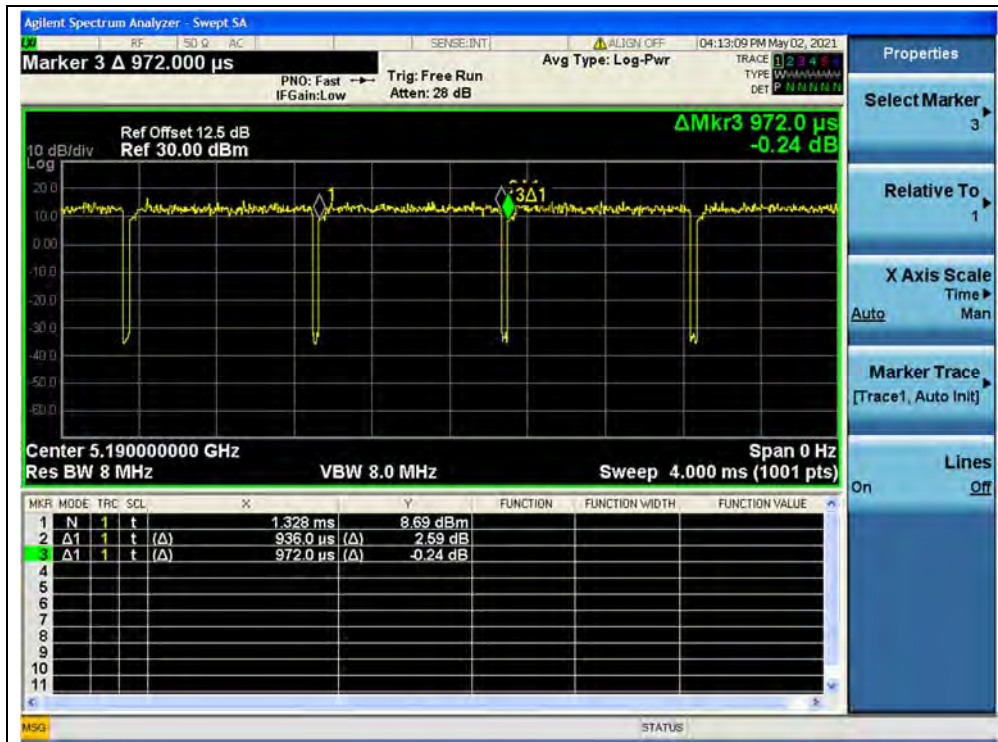 Agilent Spectrum Analyzer - Swept SA
LXI RF 50 Ω AC SENSE:INT ALIGN OFF 04:13:09 PM May 02, 2021
Marker 3 Δ 972.000 µs
PNO: Fast
IFGain:Low
Trig: Free Run
Atten: 28 dB
Avg Type: Log-Pwr
TRACE 1 2 3 4 5 6
TYPE
DET P N N N N N
ΔMkr3 972.0 µs
-0.24 dB
Ref Offset 12.5 dB
10 dB/div Ref 30.00 dBm
Log
20.0
10.0
0.00
-10.0
-20.0
-30.0
-40.0
-50.0
-60.0
1
3Δ1
Center 5.190000000 GHz Span 0 Hz
Res BW 8 MHz VBW 8.0 MHz Sweep 4.000 ms (1001 pts)
MKR MODE TRC SCL X Y FUNCTION FUNCTION WIDTH FUNCTION VALUE
1 N 1 t 1.328 ms 8.69 dBm
2 Δ1 1 t (Δ) 936.0 µs (Δ) 2.59 dB
3 Δ1 1 t (Δ) 972.0 µs (Δ) -0.24 dB
4
5
6
7
8
9
10
11
MSG STATUS
Properties
Select Marker
3
Relative To
1
X Axis Scale
Time
Auto Man
Marker Trace
[Trace1, Auto Init]
Lines
On Off